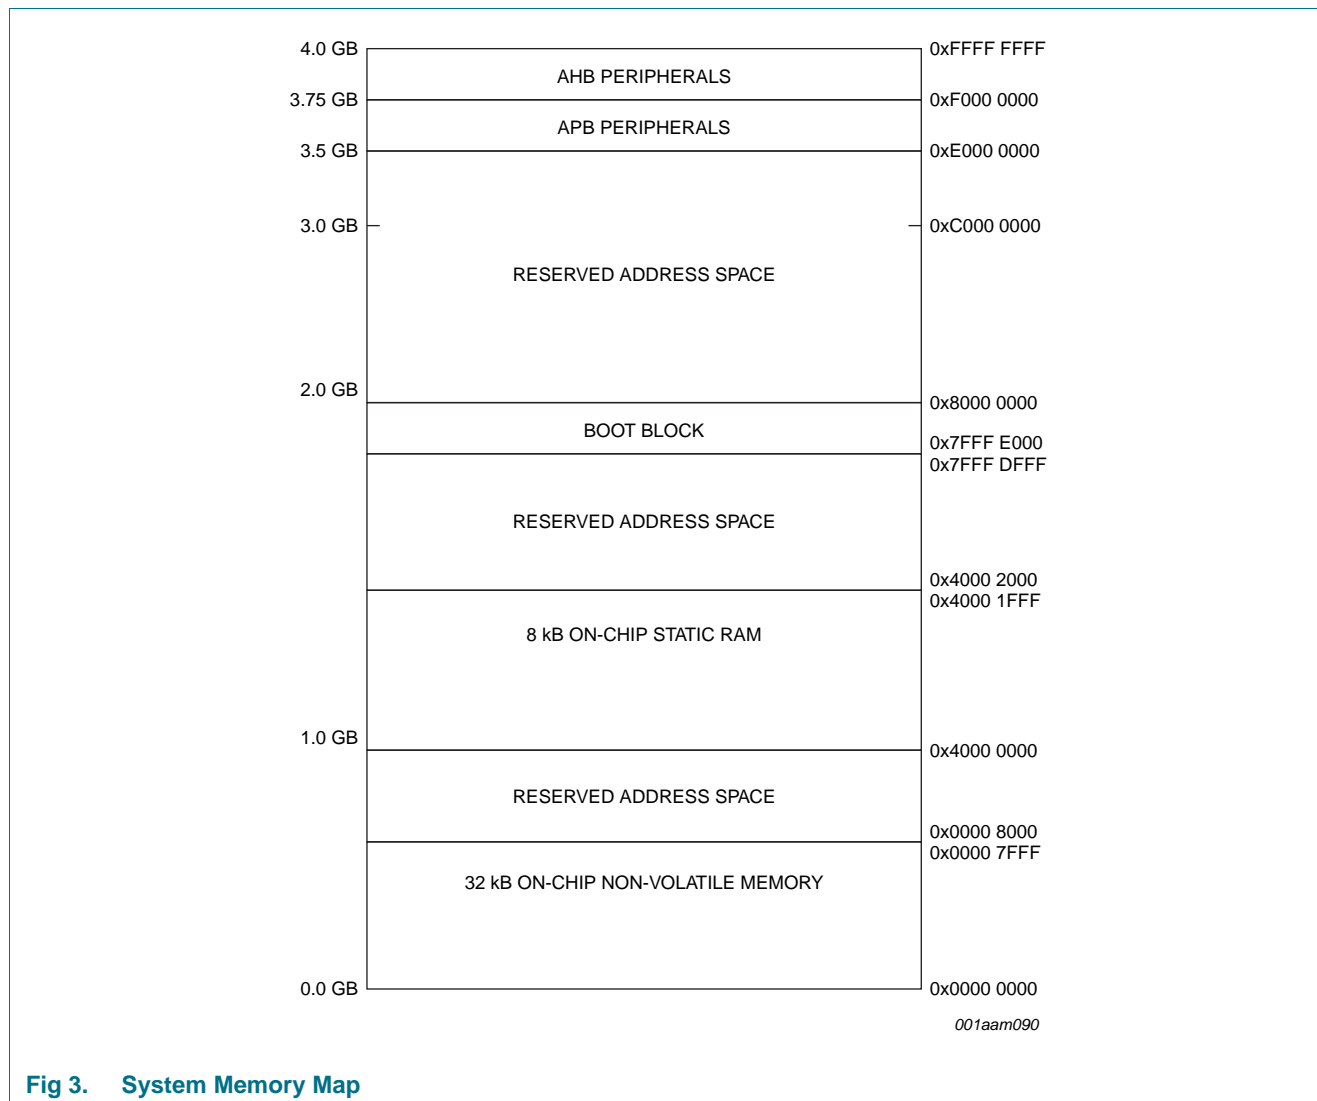 4.0 GB 0xFFFF FFFF
AHB PERIPHERALS
3.75 GB 0xF000 0000
APB PERIPHERALS
3.5 GB 0xE000 0000
3.0 GB 0xC000 0000
RESERVED ADDRESS SPACE
2.0 GB
0x8000 0000
BOOT BLOCK
0x7FFF E000
0x7FFF DFFF
RESERVED ADDRESS SPACE
0x4000 2000
0x4000 1FFF
8 kB ON-CHIP STATIC RAM
1.0 GB
0x4000 0000
RESERVED ADDRESS SPACE
0x0000 8000
0x0000 7FFF
32 kB ON-CHIP NON-VOLATILE MEMORY
0.0 GB 0x0000 0000
001aam090
Fig 3. System Memory Map